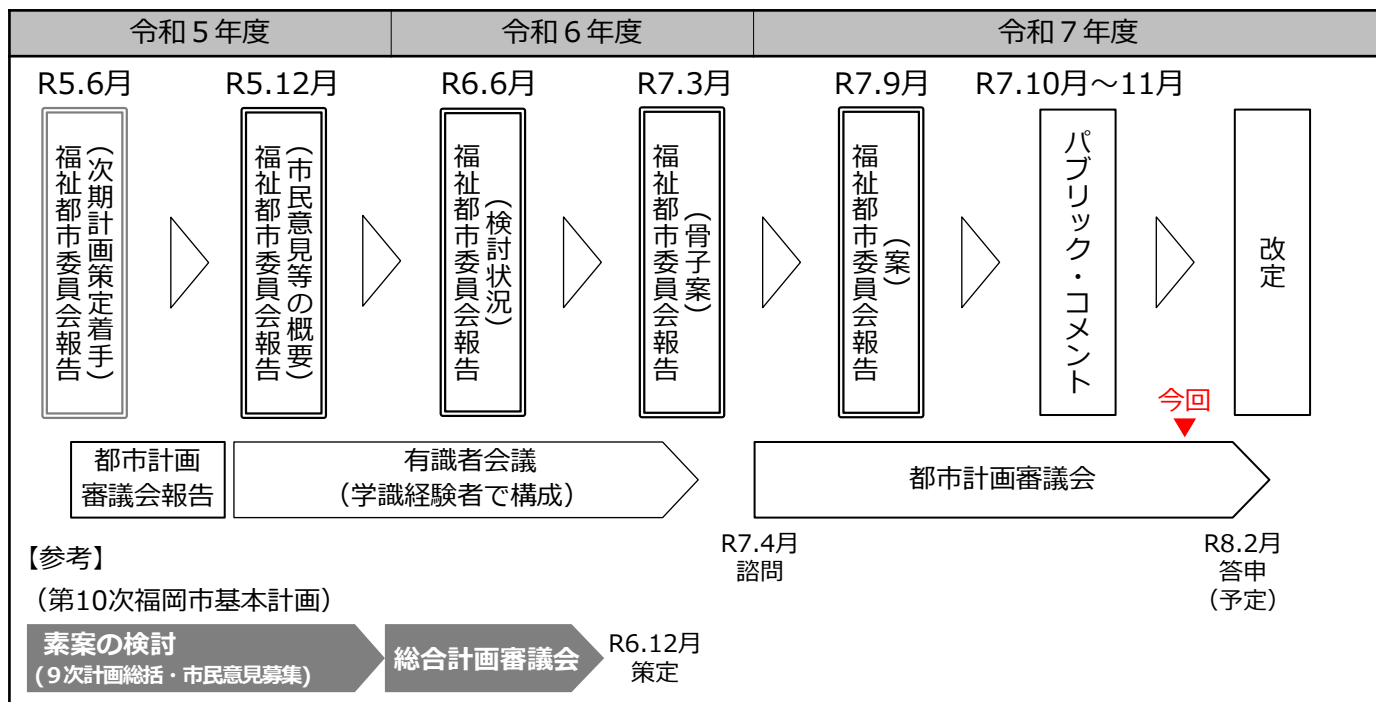 令和５年度
令和６年度
令和７年度
R5.6月
R5.12月
R6.6月
R7.3月
R7.9月
R7.10月～11月
福祉都市委員会報告
（次期計画策定着手）
福祉都市委員会報告
（市民意見等の概要）
福祉都市委員会報告
（検討状況）
福祉都市委員会報告
（骨子案）
福祉都市委員会報告
（案）
パブリック・コメント
改定
今回
都市計画
審議会報告
有識者会議
（学識経験者で構成）
都市計画審議会
R7.4月
諮問
R8.2月
答申
（予定）
【参考】
（第10次福岡市基本計画）
素案の検討
(９次計画総括・市民意見募集)
総合計画審議会
R6.12月
策定